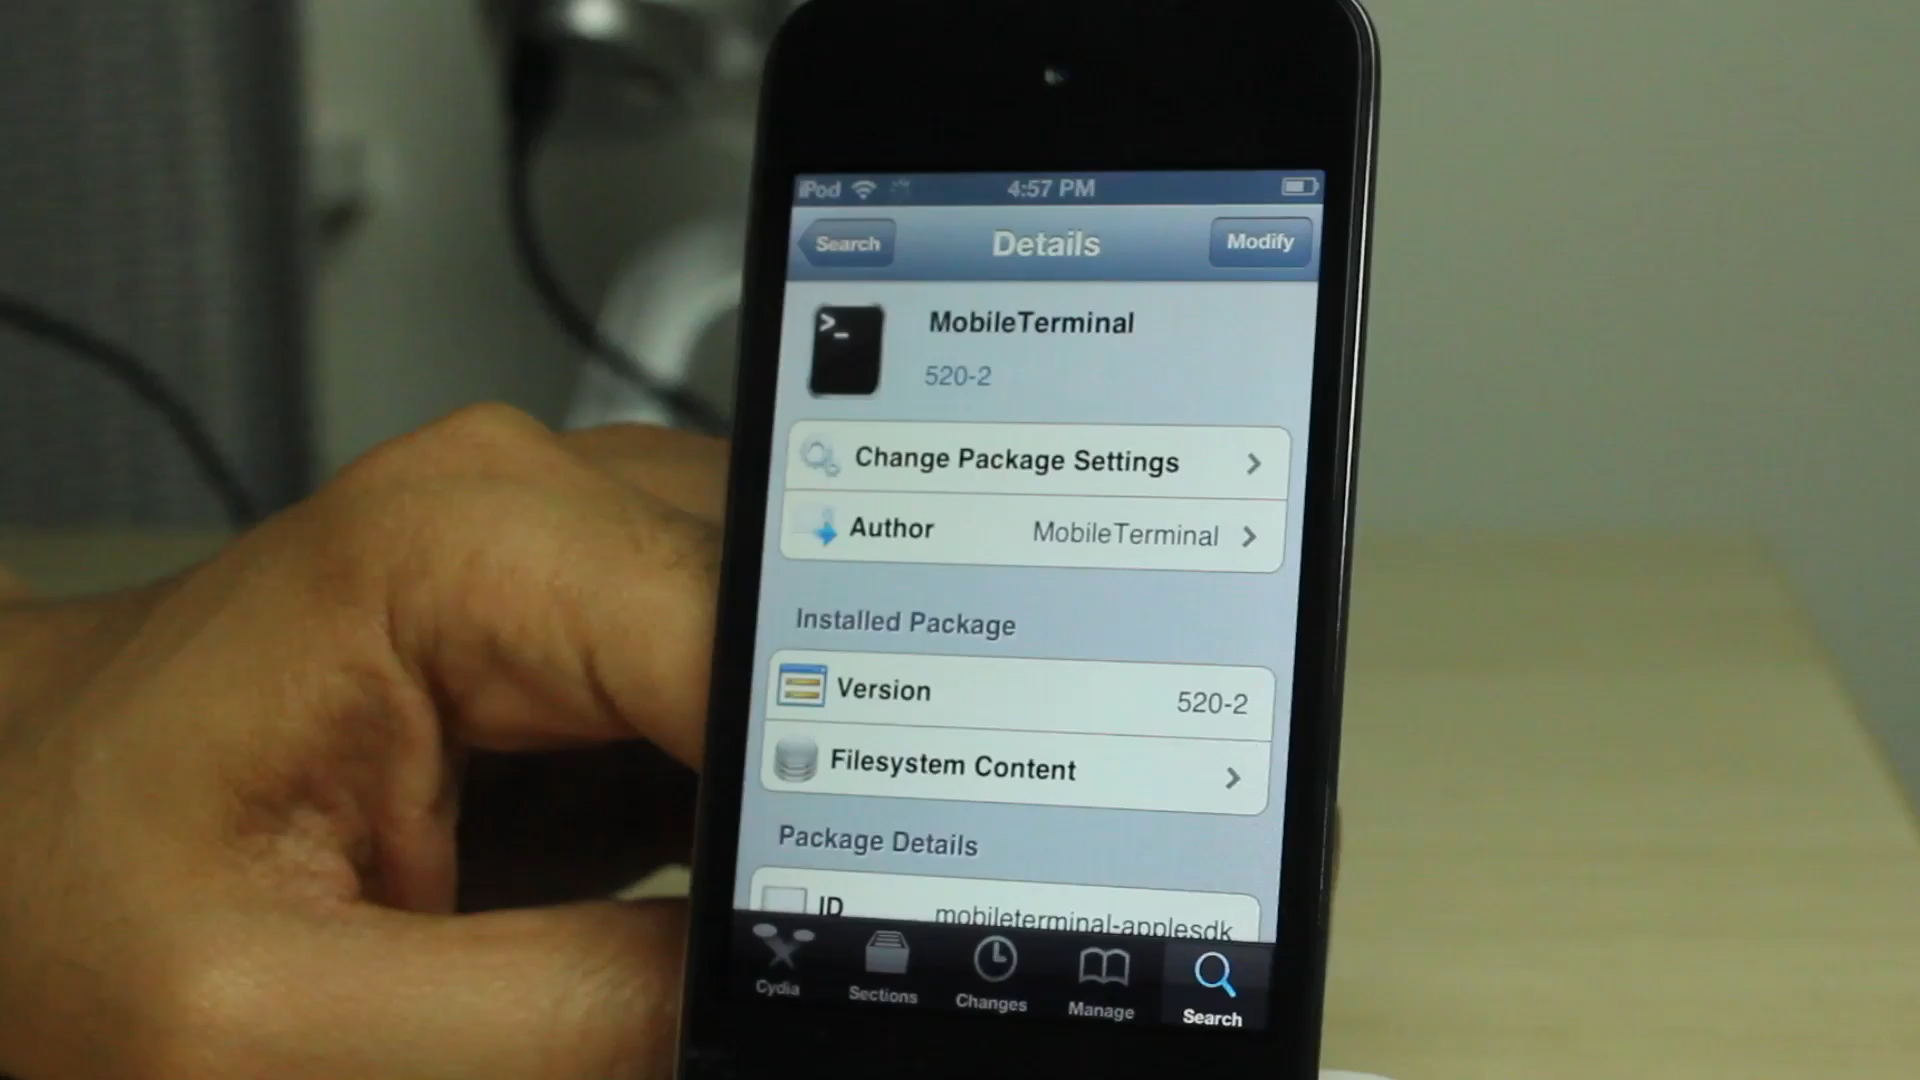 iPod 4:57 PM
Search Details Modify
>_
MobileTerminal
520-2
Change Package Settings
Author MobileTerminal
Installed Package
Version 520-2
Filesystem Content
Package Details
ID mobileterminal-applesdk
Cydia Sections Changes Manage Search